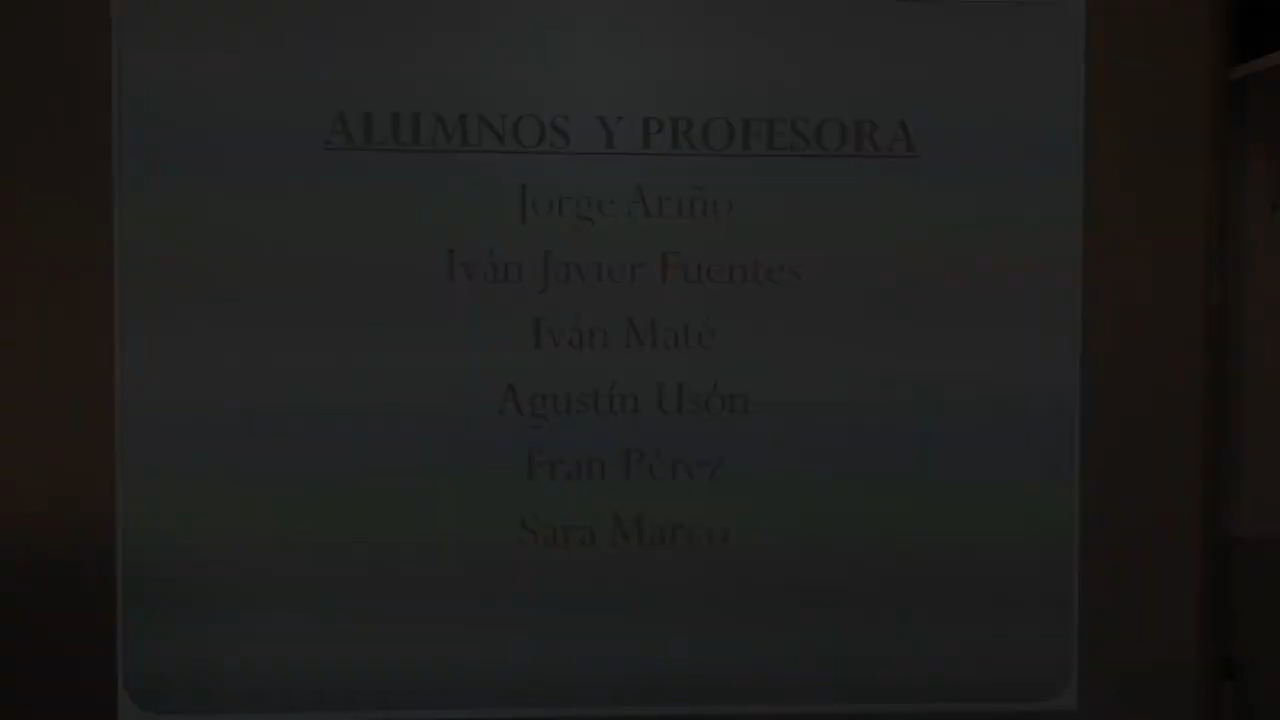 ALUMNOS Y PROFESORA
Jorge Ariño
Iván Javier Fuentes
Iván Maté
Agustín Usón
Fran Pérez
Sara Marco